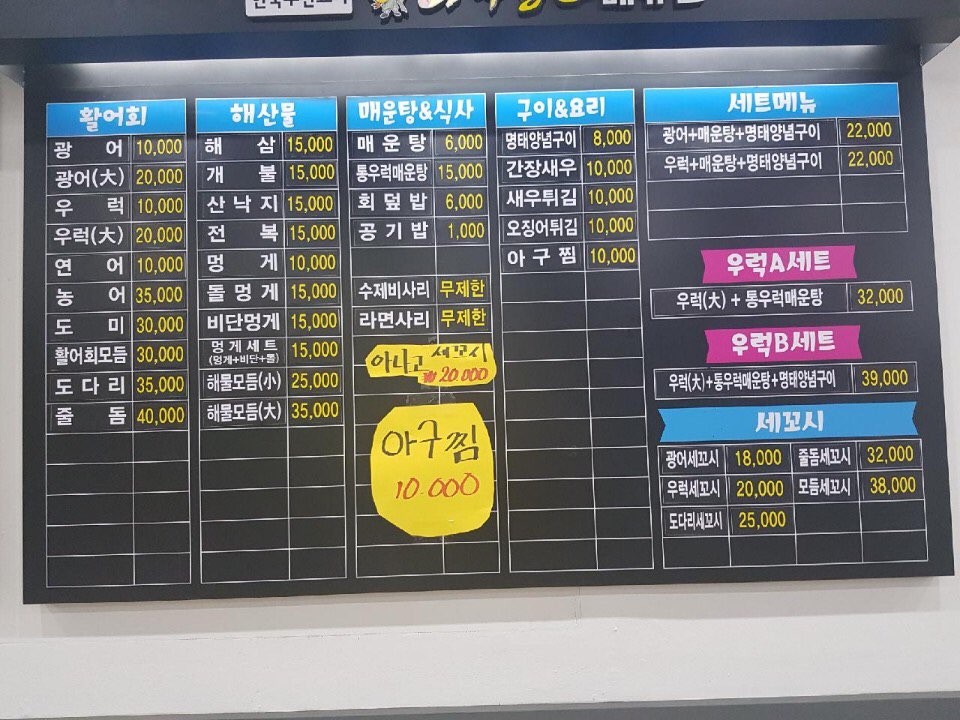 활어회
광어 10,000
광어(大) 20,000
우럭 10,000
우럭(大) 20,000
연어 10,000
농어 35,000
도미 30,000
활어회모듬 30,000
도다리 35,000
줄돔 40,000
해산물
해삼 15,000
개불 15,000
산낙지 15,000
전복 15,000
멍게 10,000
돌멍게 15,000
비단멍게 15,000
멍게세트 15,000
(멍게+비단+돌)
해물모듬(小) 25,000
해물모듬(大) 35,000
매운탕&식사
매운탕 6,000
통우럭매운탕 15,000
회덮밥 6,000
공기밥 1,000
수제비사리 무제한
라면사리 무제한
아나고 세꼬시
₩20.000
아구찜
10.000
구이&요리
명태양념구이 8,000
간장새우 10,000
새우튀김 10,000
오징어튀김 10,000
아구찜 10,000
세트메뉴
광어+매운탕+명태양념구이 22,000
우럭+매운탕+명태양념구이 22,000
우럭A세트
우럭(大) + 통우럭매운탕 32,000
우럭B세트
우럭(大)+통우럭매운탕+명태양념구이 39,000
세꼬시
광어세꼬시 18,000 줄돔세꼬시 32,000
우럭세꼬시 20,000 모듬세꼬시 38,000
도다리세꼬시 25,000